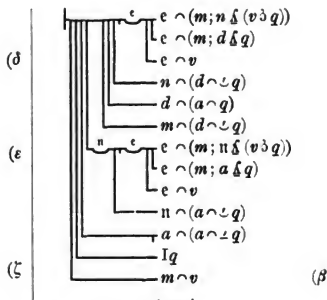 e
e ⌢ (m; n ⍋ (v ꝺ q))
e ⌢ (m; d ⍋ q)
e ⌢ v
(δ
n ⌢ (d ⌢ ⸝ q)
d ⌢ (a ⌢ q)
m ⌢ (d ⌢ ⸝ q)
n e
e ⌢ (m; n ⍋ (v ꝺ q))
(ε
e ⌢ (m; a ⍋ q)
e ⌢ v
n ⌢ (a ⌢ ⸝ q)
a ⌢ (a ⌢ ⸝ q)
Iq
(ζ m ⌢ v (β